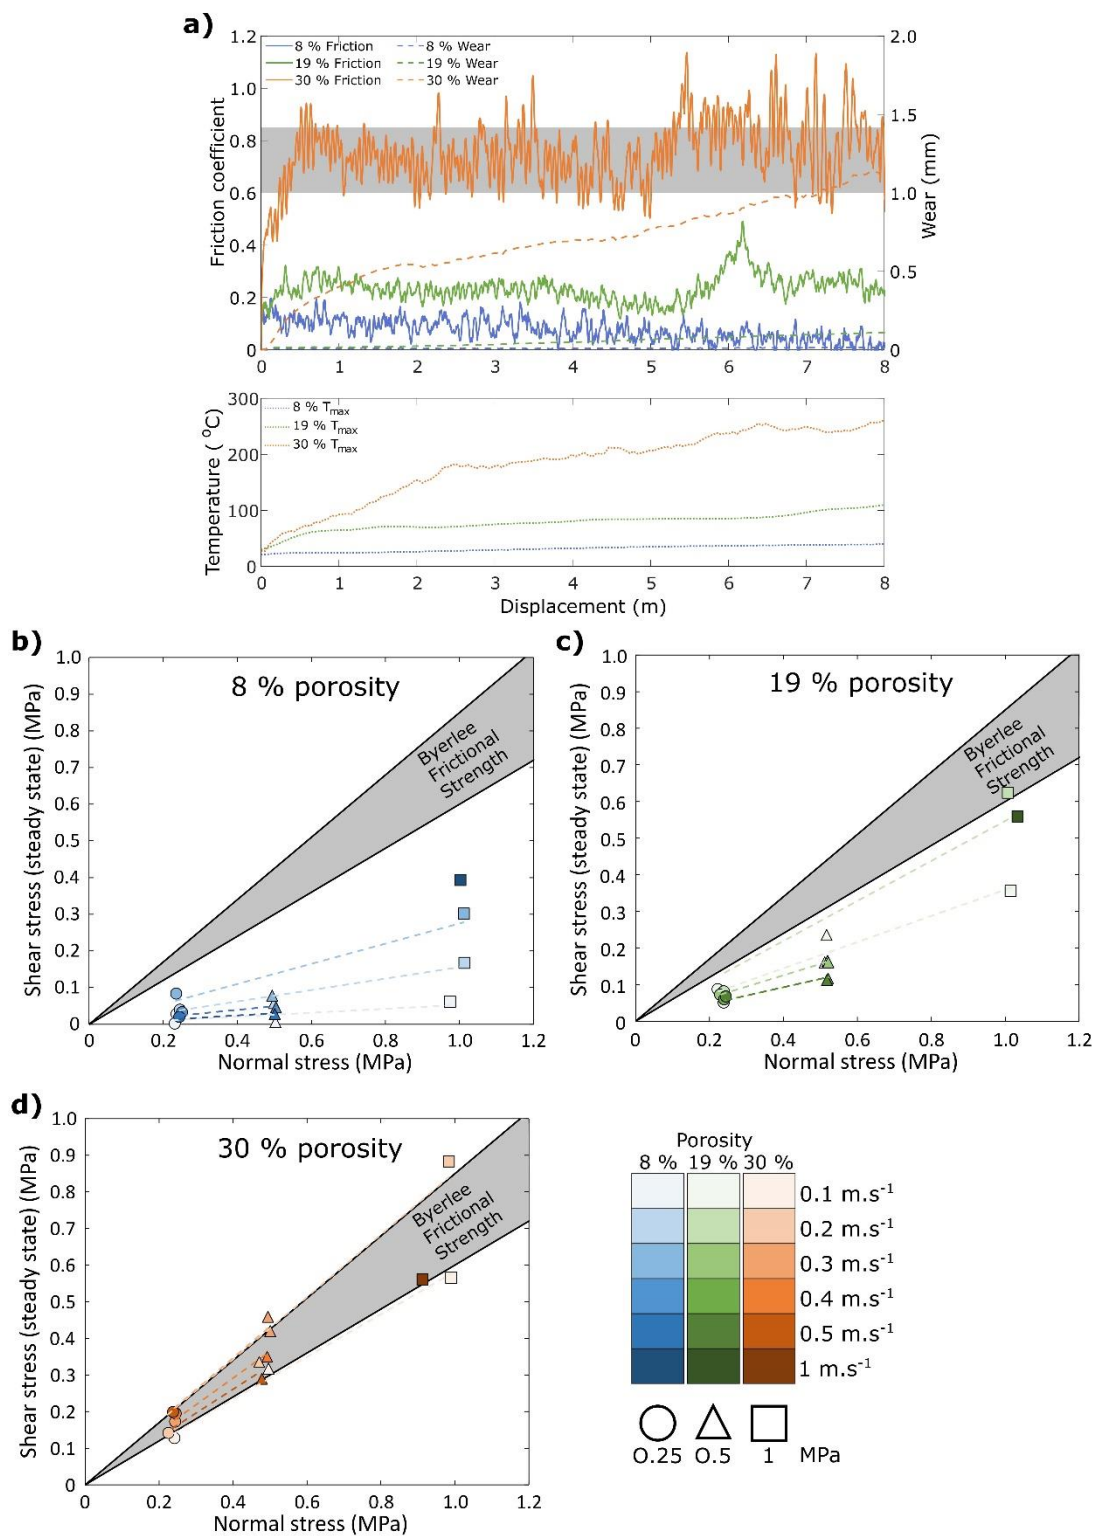 a)
8 % Friction 8 % Wear
19 % Friction 19 % Wear
30 % Friction 30 % Wear
Friction coefficient
1.2
1.0
0.8
0.6
0.4
0.2
0
Wear (mm)
2.0
1.5
1.0
0.5
0
0 1 2 3 4 5 6 7 8
8 % Tmax
19 % Tmax
30 % Tmax
Temperature ( °C)
300
200
100
0
0 1 2 3 4 5 6 7 8
Displacement (m)
b)
8 % porosity
Byerlee
Frictional
Strength
Shear stress (steady state) (MPa)
1.0
0.9
0.8
0.7
0.6
0.5
0.4
0.3
0.2
0.1
0
0 0.2 0.4 0.6 0.8 1.0 1.2
Normal stress (MPa)
c)
19 % porosity
Byerlee
Frictional
Strength
Shear stress (steady state) (MPa)
1.0
0.9
0.8
0.7
0.6
0.5
0.4
0.3
0.2
0.1
0
0 0.2 0.4 0.6 0.8 1.0 1.2
Normal stress (MPa)
d)
30 % porosity
Byerlee
Frictional
Strength
Shear stress (steady state) (MPa)
1.0
0.9
0.8
0.7
0.6
0.5
0.4
0.3
0.2
0.1
0
0 0.2 0.4 0.6 0.8 1.0 1.2
Normal stress (MPa)
Porosity
8 % 19 % 30 %
0.1 m.s⁻¹
0.2 m.s⁻¹
0.3 m.s⁻¹
0.4 m.s⁻¹
0.5 m.s⁻¹
1 m.s⁻¹
0.25 0.5 1 MPa